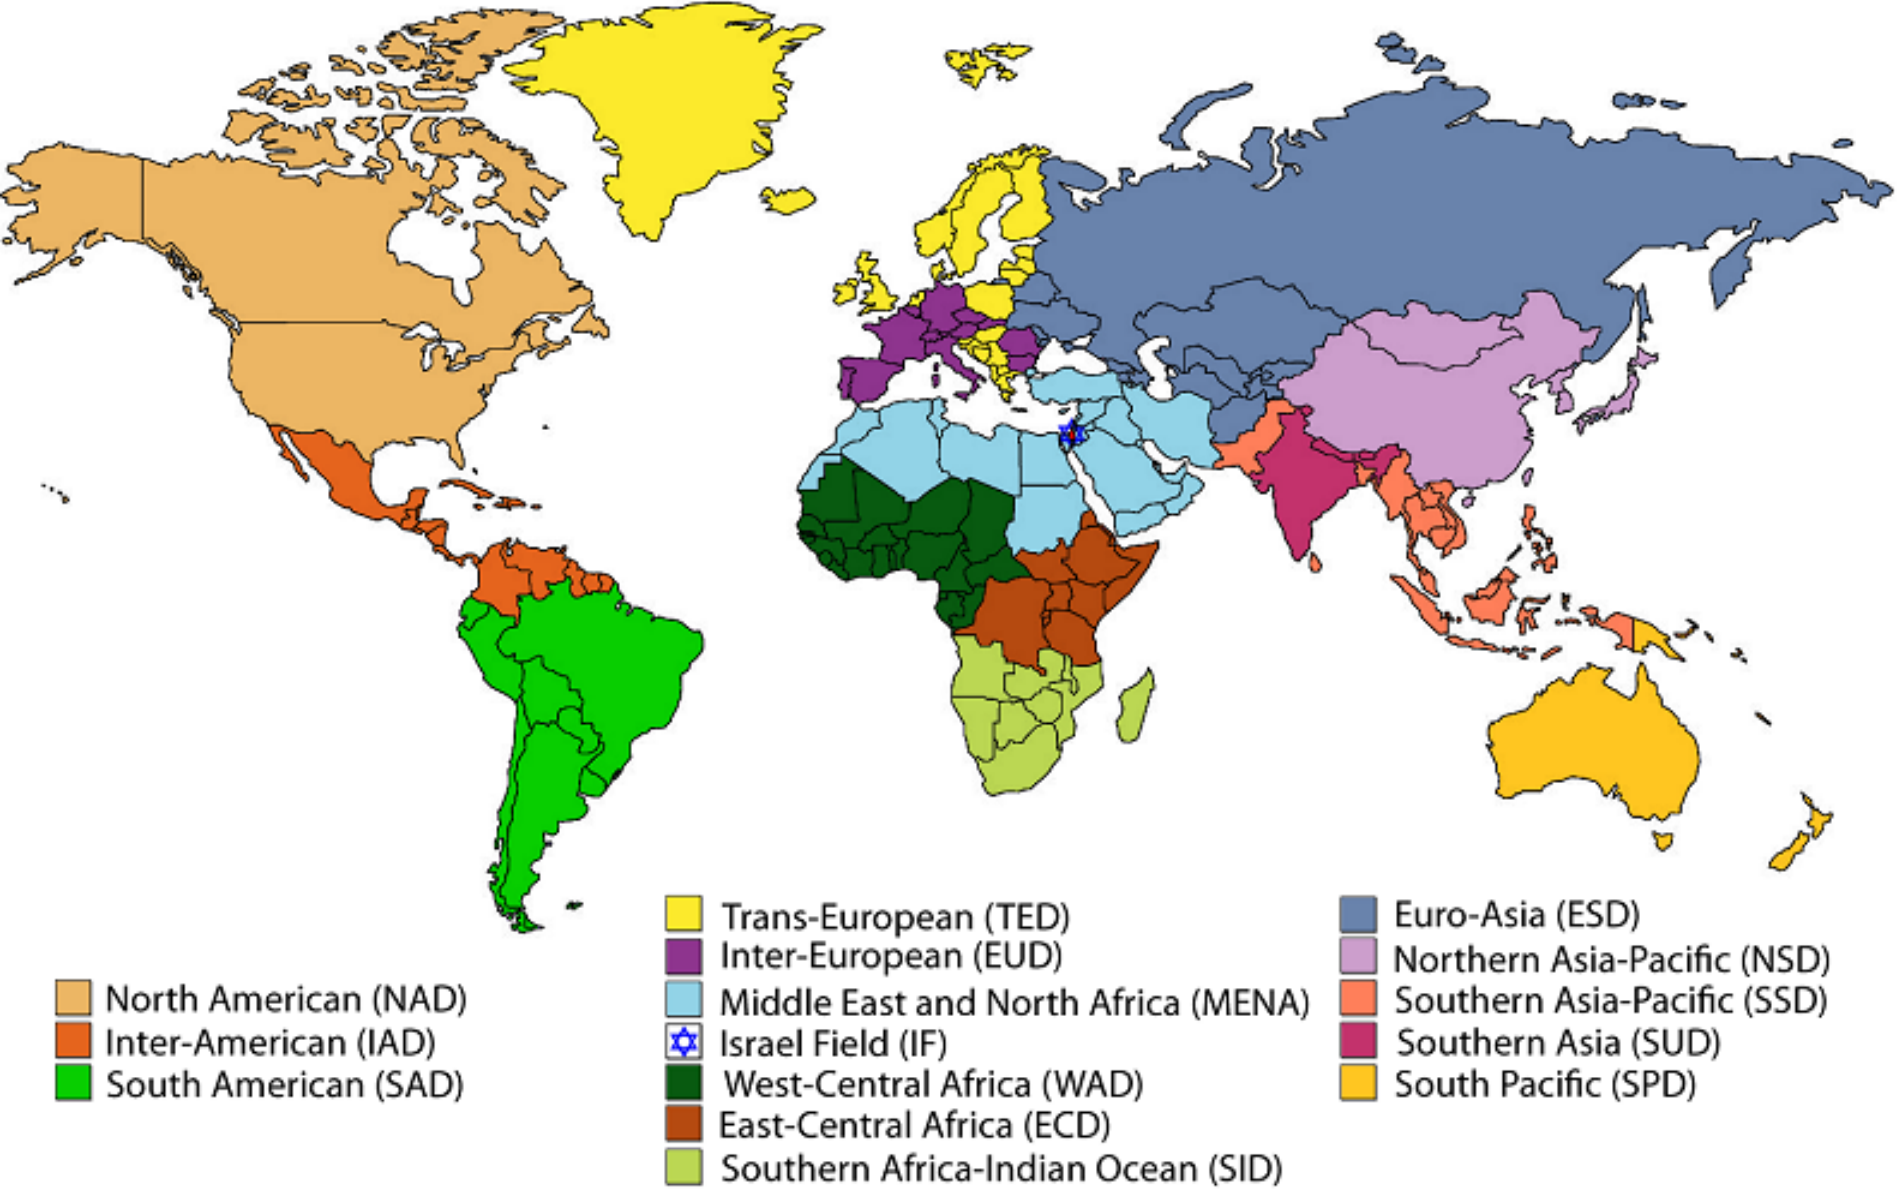 North American (NAD)
Inter-American (IAD)
South American (SAD)
Trans-European (TED)
Inter-European (EUD)
Middle East and North Africa (MENA)
Israel Field (IF)
West-Central Africa (WAD)
East-Central Africa (ECD)
Southern Africa-Indian Ocean (SID)
Euro-Asia (ESD)
Northern Asia-Pacific (NSD)
Southern Asia-Pacific (SSD)
Southern Asia (SUD)
South Pacific (SPD)